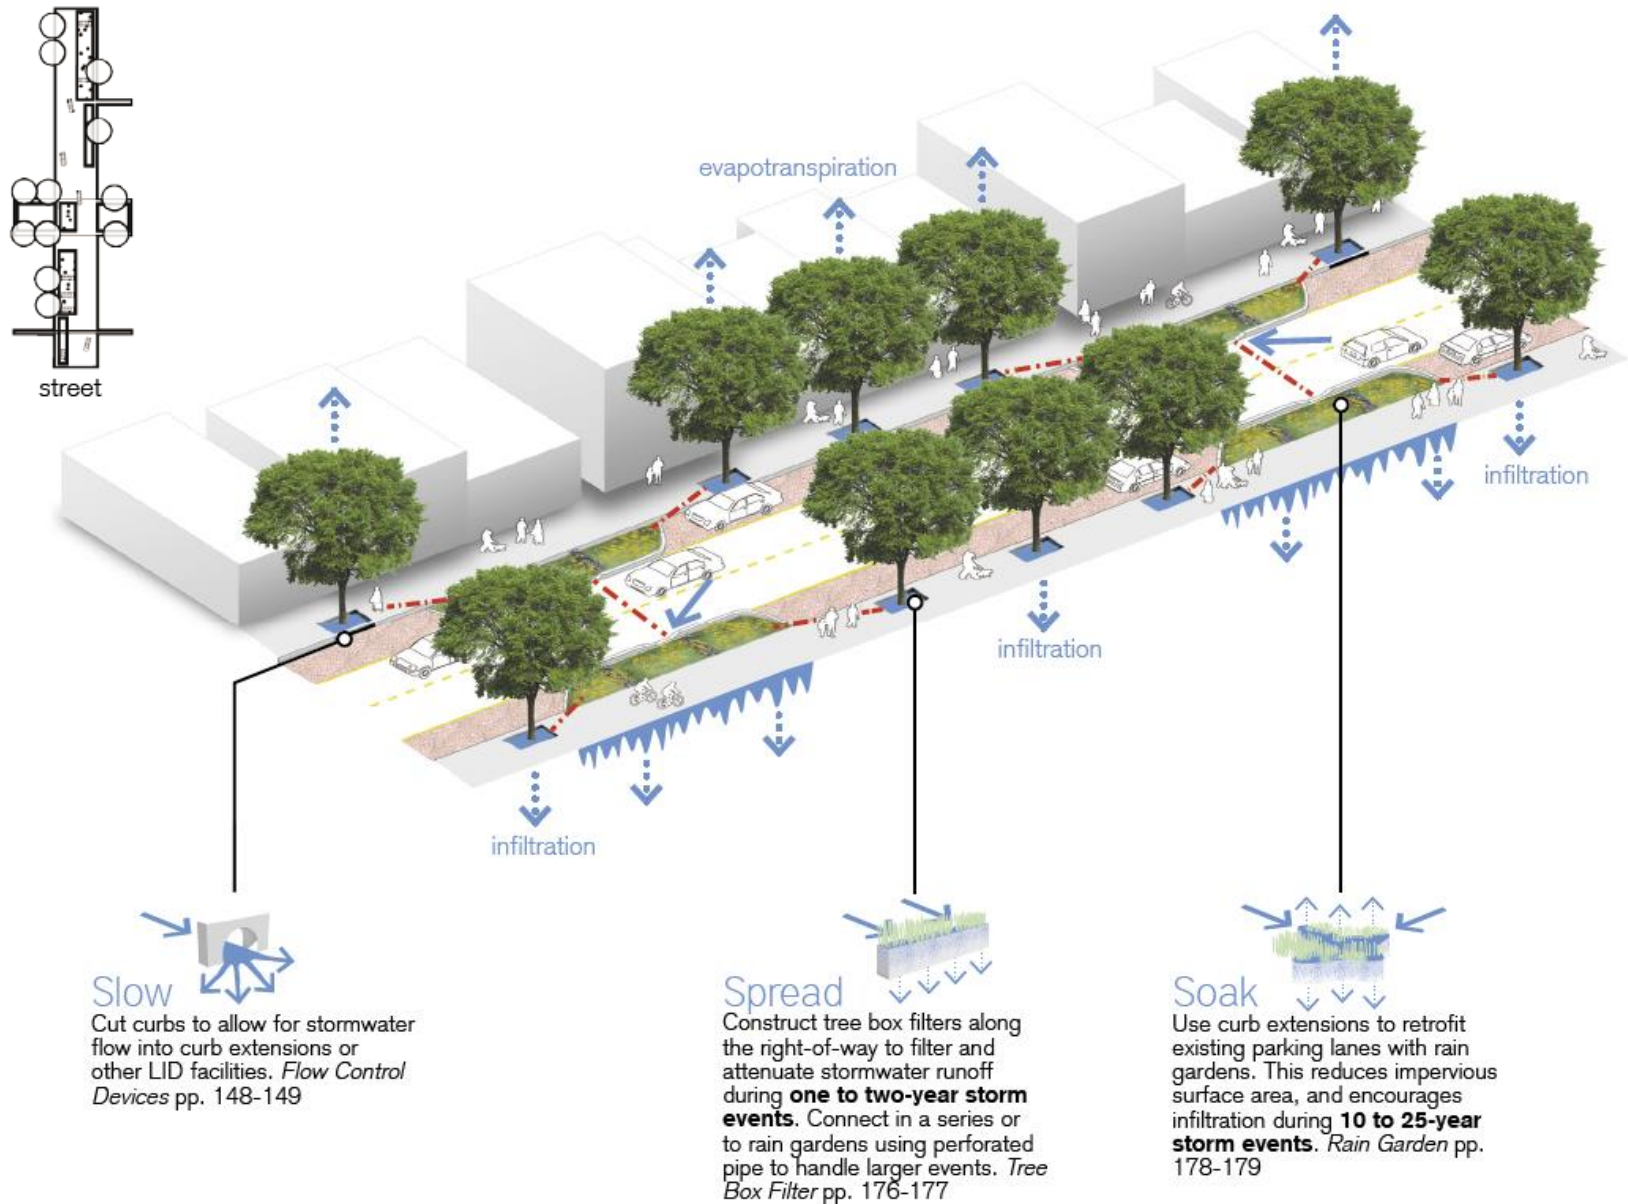 evapotranspiration
street
infiltration
infiltration
infiltration
Slow
Cut curbs to allow for stormwater
flow into curb extensions or
other LID facilities. Flow Control
Devices pp. 148-149
Spread
Construct tree box filters along
the right-of-way to filter and
attenuate stormwater runoff
during one to two-year storm
events. Connect in a series or
to rain gardens using perforated
pipe to handle larger events. Tree
Box Filter pp. 176-177
Soak
Use curb extensions to retrofit
existing parking lanes with rain
gardens. This reduces impervious
surface area, and encourages
infiltration during 10 to 25-year
storm events. Rain Garden pp.
178-179